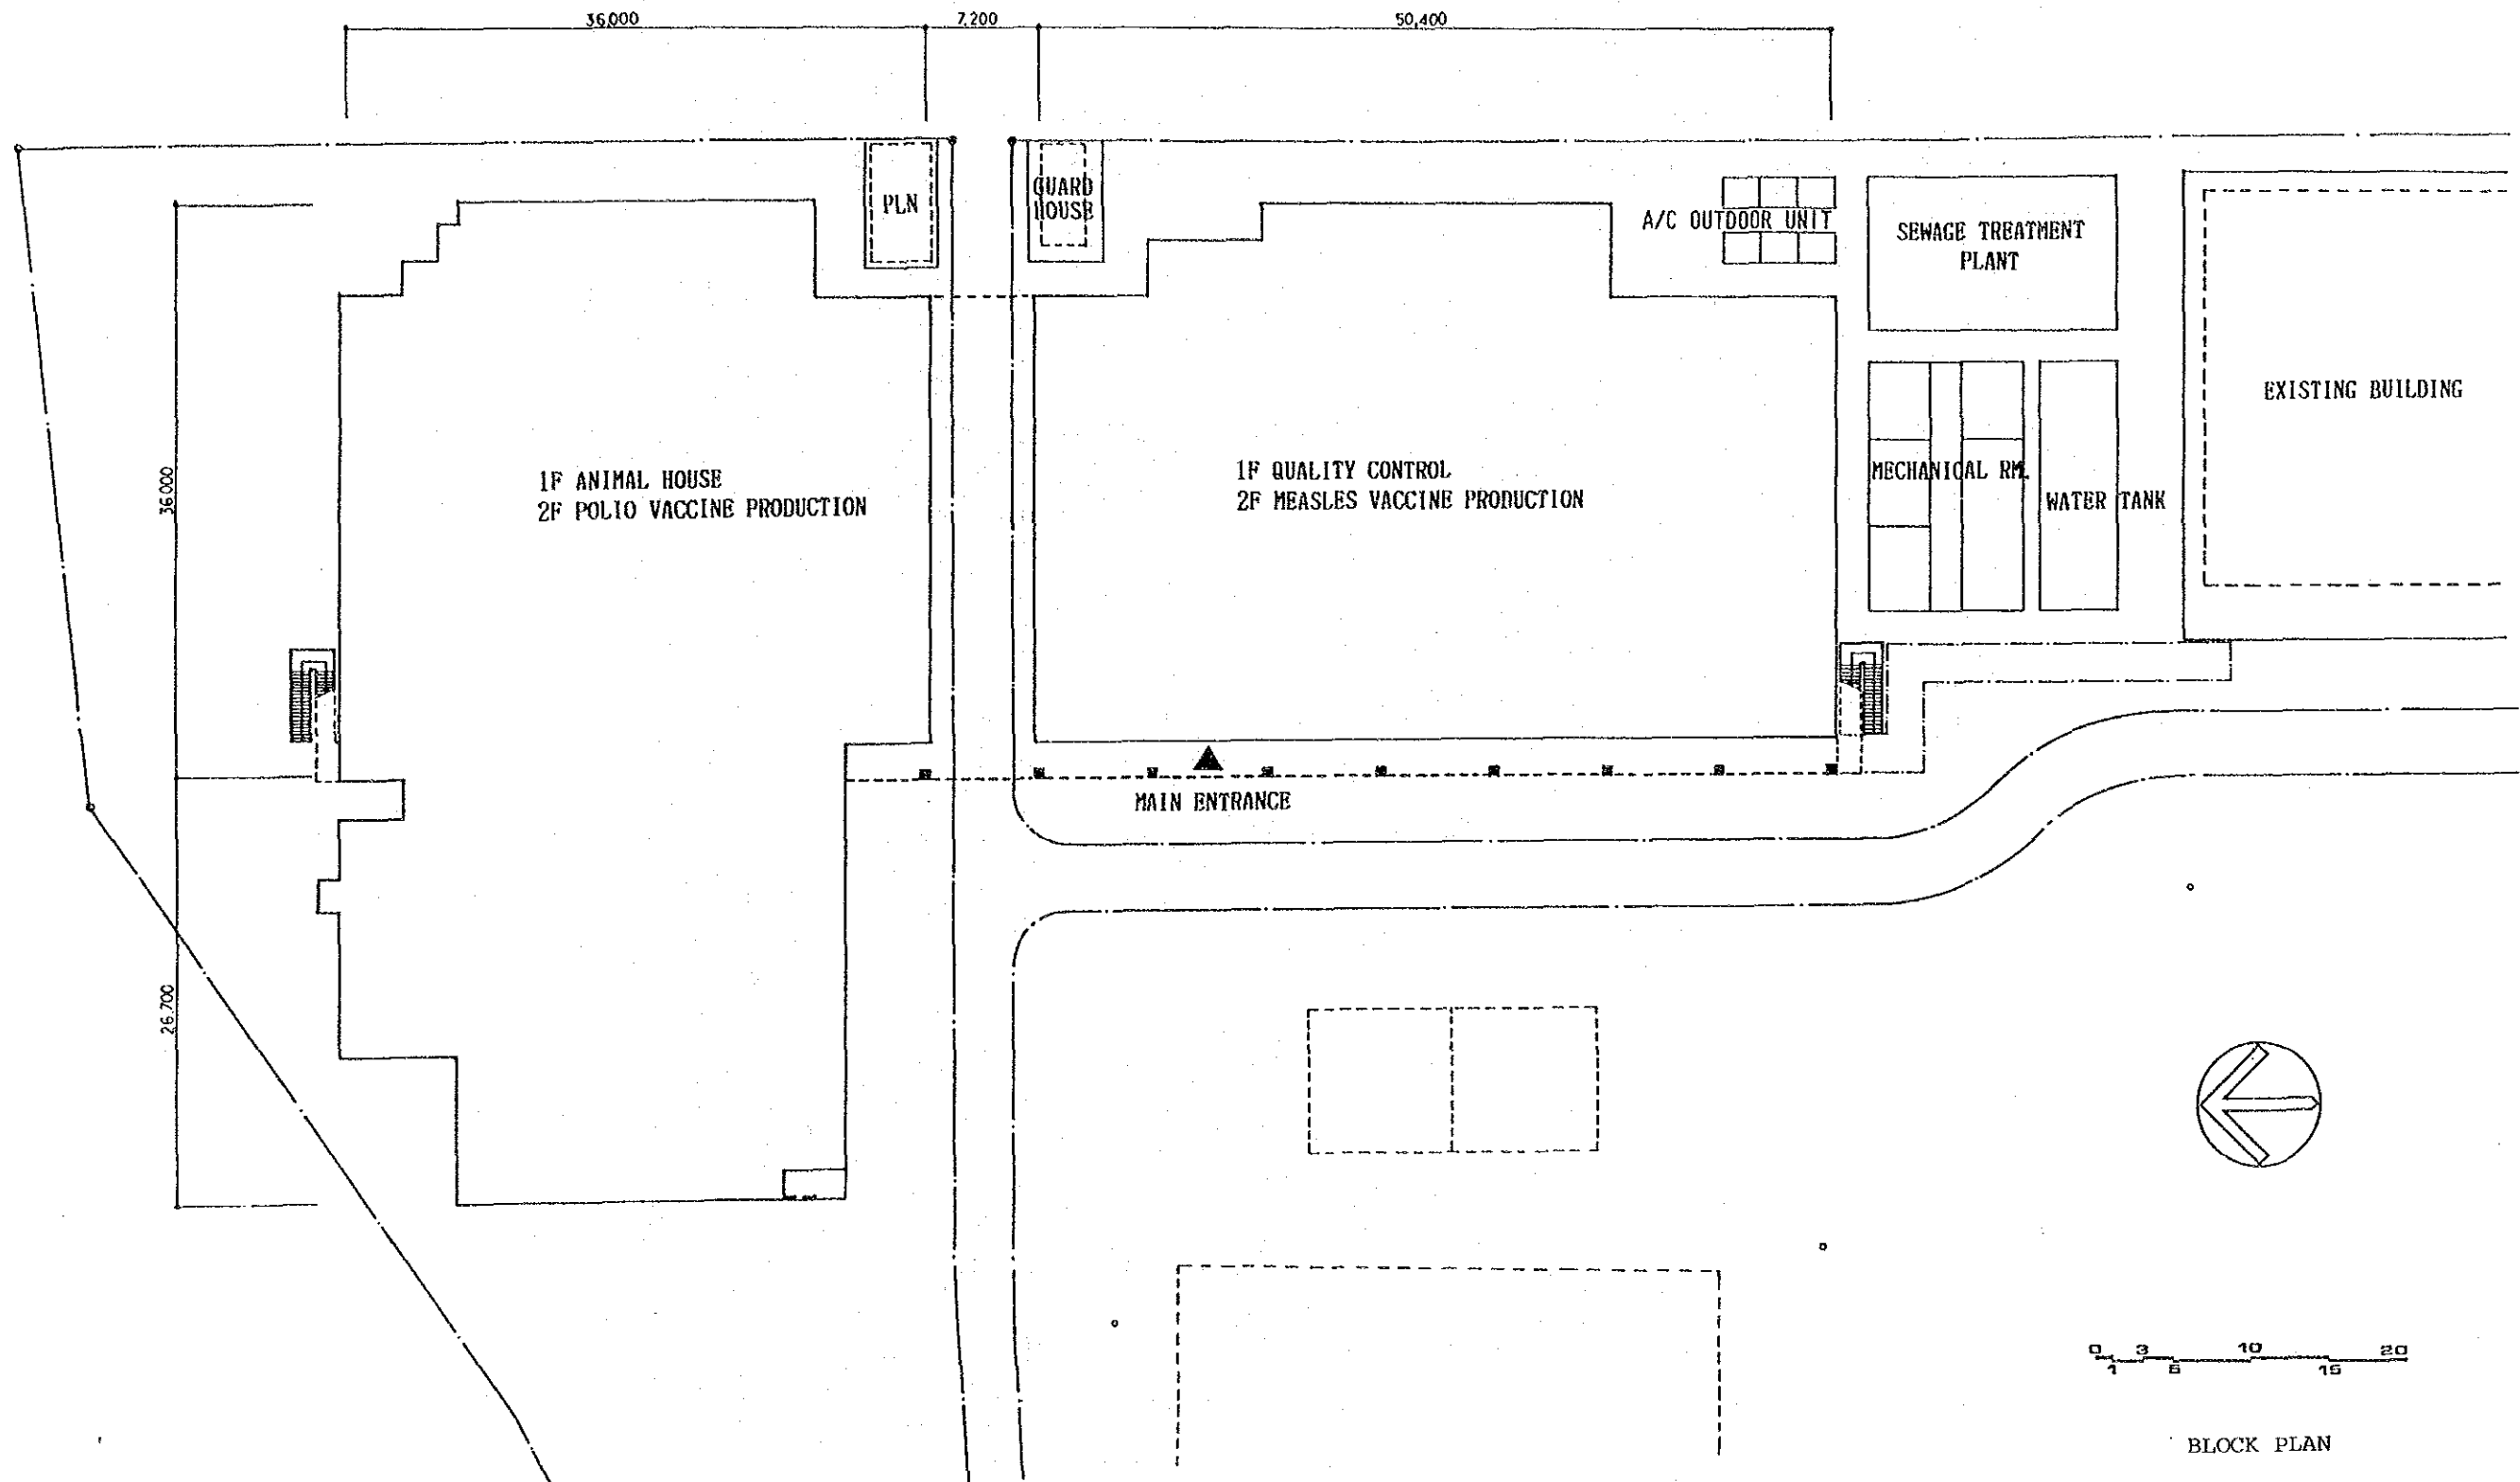 36,000
7,200
50,400
PLN
GUARD
HOUSE
A/C OUTDOOR UNIT
SEWAGE TREATMENT
PLANT
EXISTING BUILDING
36,000
1F ANIMAL HOUSE
2F POLIO VACCINE PRODUCTION
1F QUALITY CONTROL
2F MEASLES VACCINE PRODUCTION
MECHANICAL RM.
WATER TANK
MAIN ENTRANCE
26,700
0 3 10 20
1 5 15
BLOCK PLAN